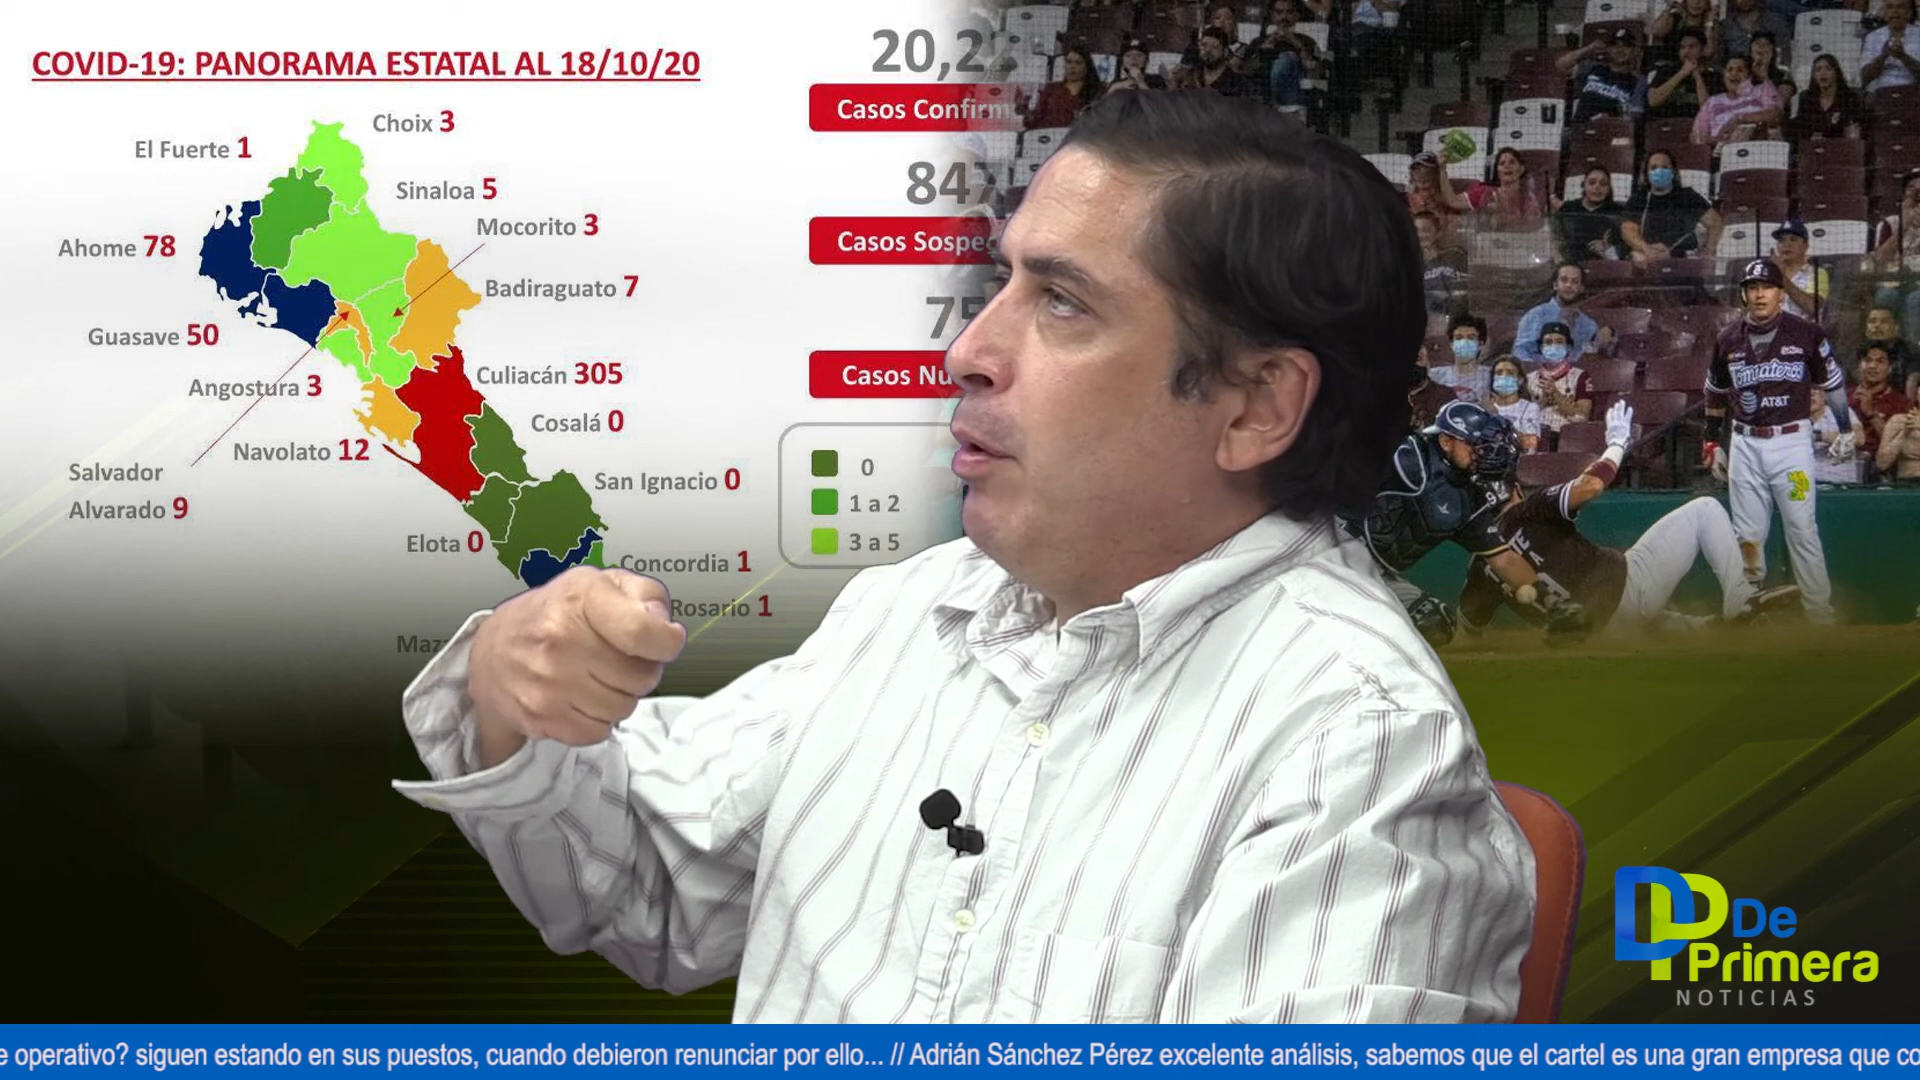 COVID-19: PANORAMA ESTATAL AL 18/10/20
Choix 3
El Fuerte 1
Sinaloa 5
Mocorito 3
Ahome 78
Badiraguato 7
Guasave 50
Culiacán 305
Angostura 3
Cosalá 0
Navolato 12
Salvador
Alvarado 9
San Ignacio 0
Elota 0
Concordia 1
Rosario 1
Casos
Casos
Casos
0
1 a 2
3 a 5
Tomateros
AT&T
De
Primera
NOTICIAS
operativo? siguen estando en sus puestos, cuando debieron renunciar por ello... // Adrián Sánchez Pérez excelente análisis, sabemos que el cartel es una gran empresa que